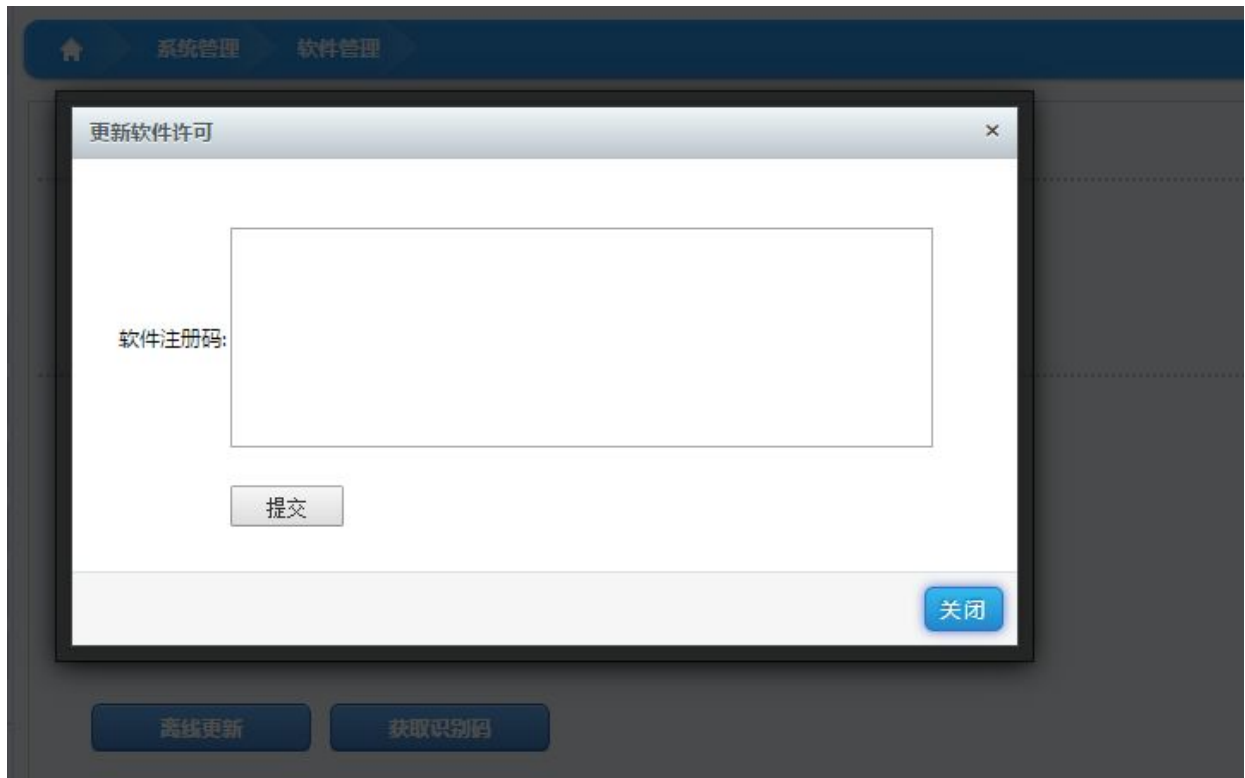 系统管理 软件管理
更新软件许可 ×
软件注册码:
提交
关闭
离线更新 获取识别码